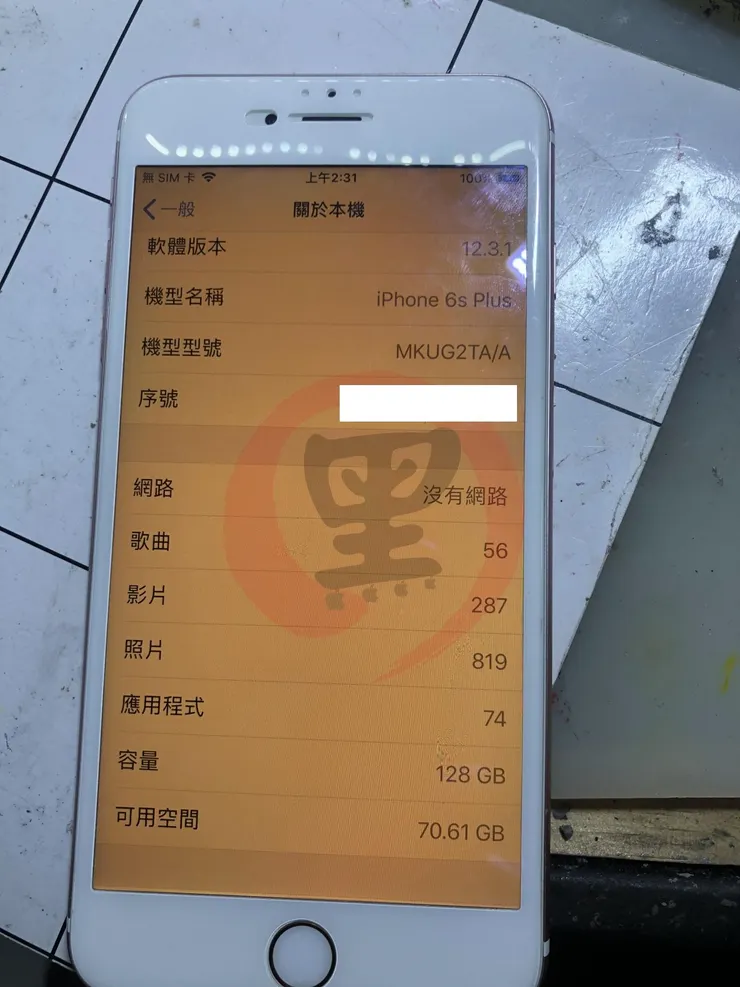 無 SIM 卡 上午2:31 100%
一般 關於本機
軟體版本 12.3.1
機型名稱 iPhone 6s Plus
機型型號 MKUG2TA/A
序號
網路 沒有網路
歌曲 56
影片 287
照片 819
應用程式 74
容量 128 GB
可用空間 70.61 GB
黑